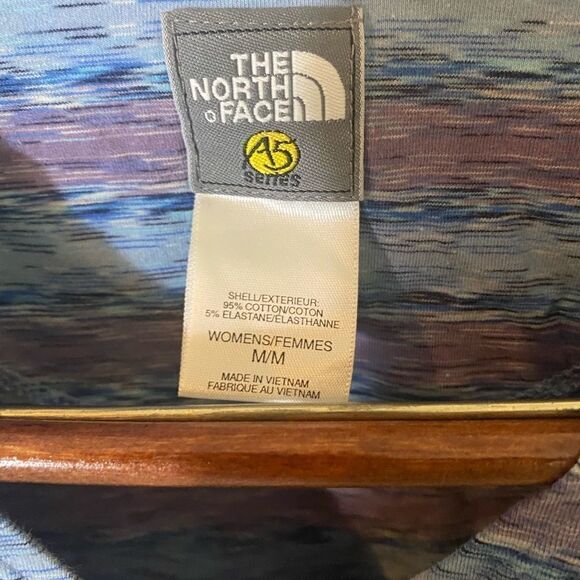 THE
NORTH
FACE
A5
series
SHELL/EXTERIEUR:
95% COTTON/COTON
5% ELASTANE/ÉLASTHANNE
WOMENS/FEMMES
M/M
MADE IN VIETNAM
FABRIQUE AU VIETNAM